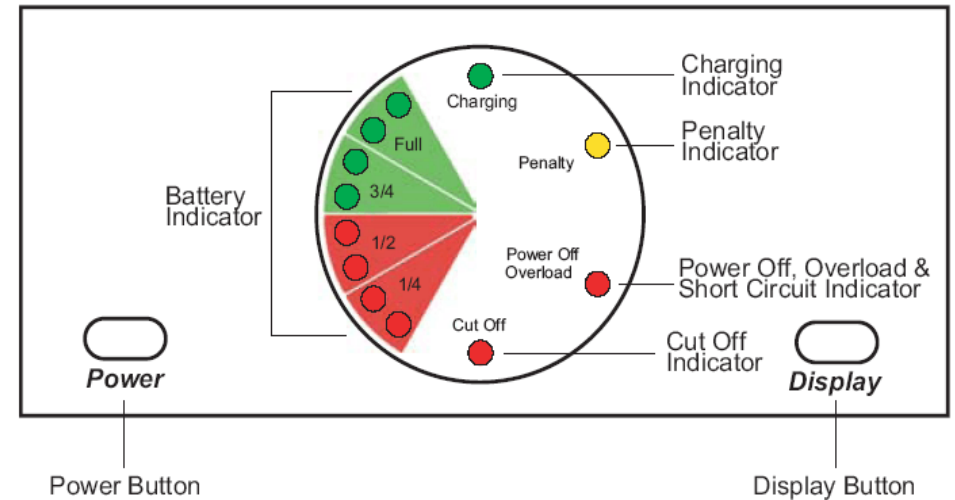 Charging
Indicator
Charging
Penalty
Indicator
Penalty
Full
3/4
Battery
Indicator
1/2
1/4
Power Off
Overload
Power Off, Overload &
Short Circuit Indicator
Cut Off
Cut Off
Indicator
Power
Display
Power Button
Display Button